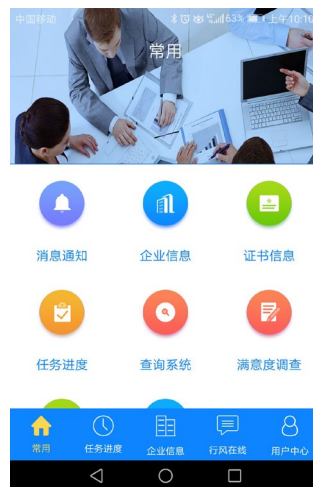 中国移动 63% 上午10:10
常用
消息通知 企业信息 证书信息
任务进度 查询系统 满意度调查
常用 任务进度 企业信息 行风在线 用户中心